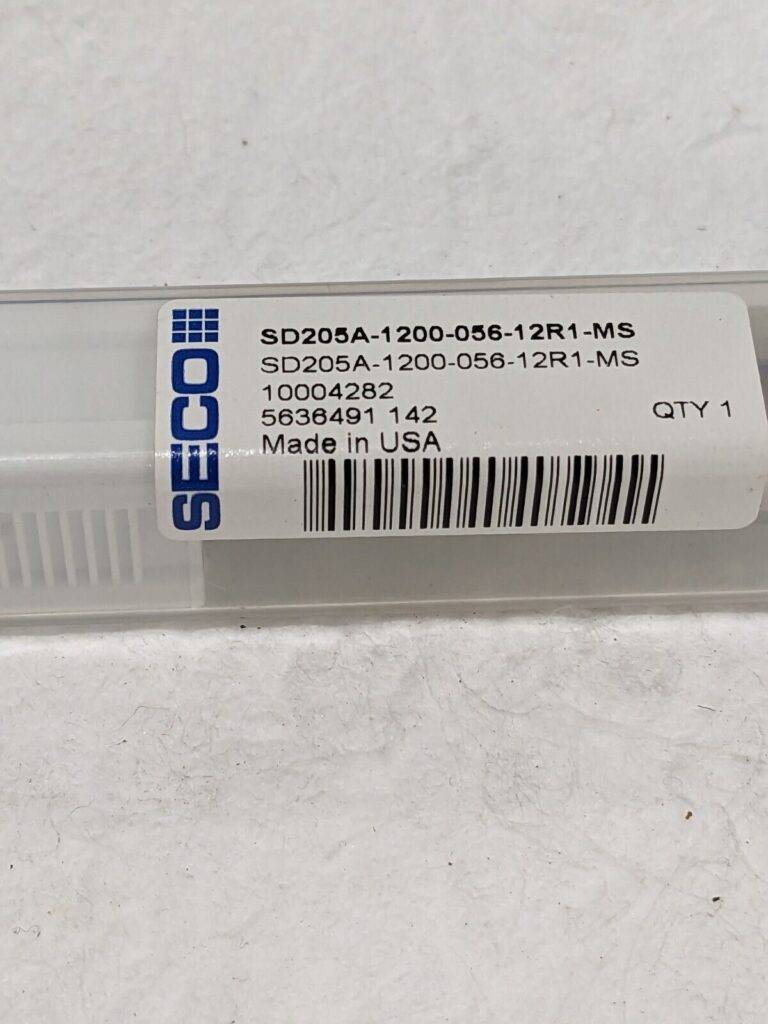 SECO
SD205A-1200-056-12R1-MS
SD205A-1200-056-12R1-MS
10004282
5636491 142
QTY 1
Made in USA